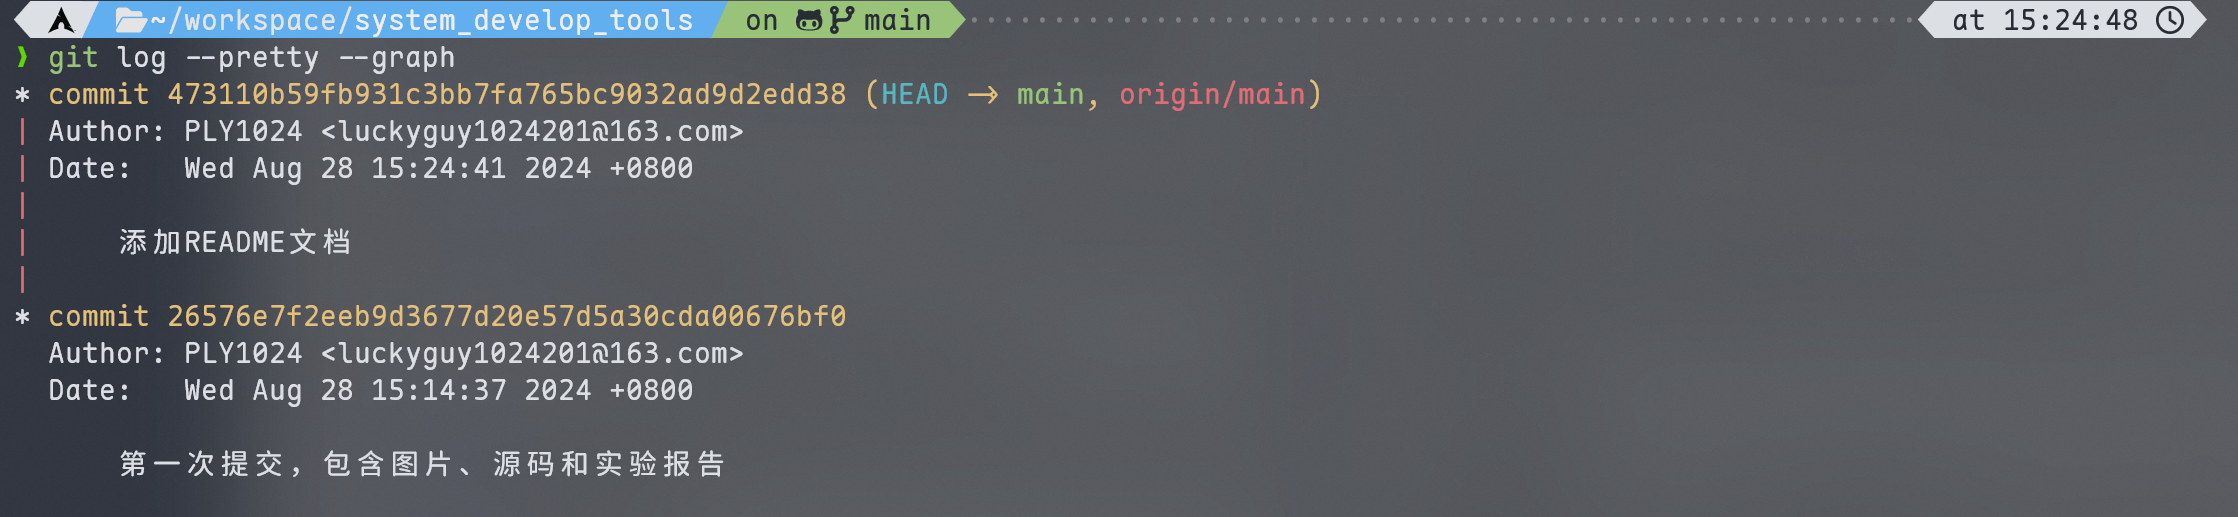 ~/workspace/system_develop_tools on main at 15:24:48
❯ git log --pretty --graph
* commit 473110b59fb931c3bb7fa765bc9032ad9d2edd38 (HEAD -> main, origin/main)
| Author: PLY1024 <luckyguy1024201@163.com>
| Date:   Wed Aug 28 15:24:41 2024 +0800
|
|     添加README文档
|
* commit 26576e7f2eeb9d3677d20e57d5a30cda00676bf0
  Author: PLY1024 <luckyguy1024201@163.com>
  Date:   Wed Aug 28 15:14:37 2024 +0800

      第一次提交，包含图片、源码和实验报告